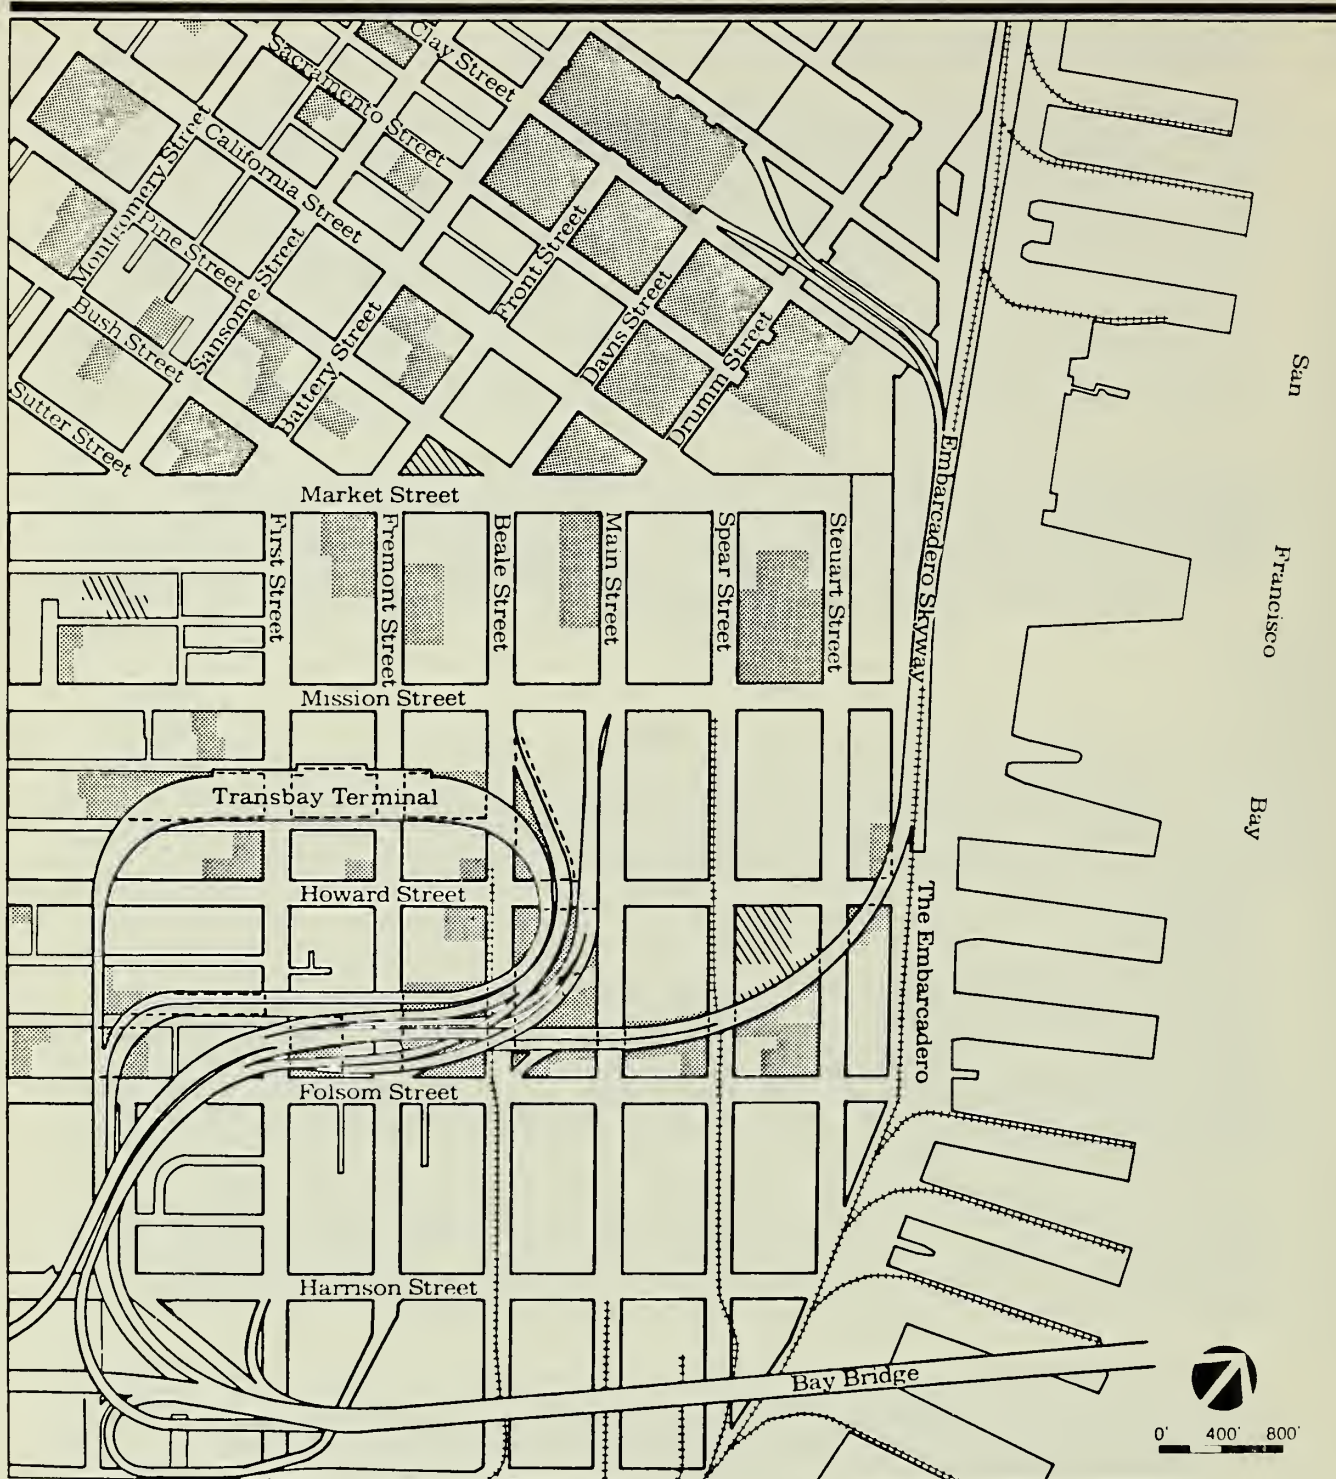 Clay Street
Sacramento Street
California Street
Montgomery Street
Pine Street
Bush Street
Sansome Street
Sutter Street
Battery Street
Front Street
Davis Street
Drumm Street
Market Street
First Street
Fremont Street
Beale Street
Main Street
Spear Street
Steuart Street
Embarcadero Skyway
San
Francisco
Bay
Mission Street
Transbay Terminal
Howard Street
The Embarcadero
Folsom Street
Harrison Street
Bay Bridge
0' 400' 800'